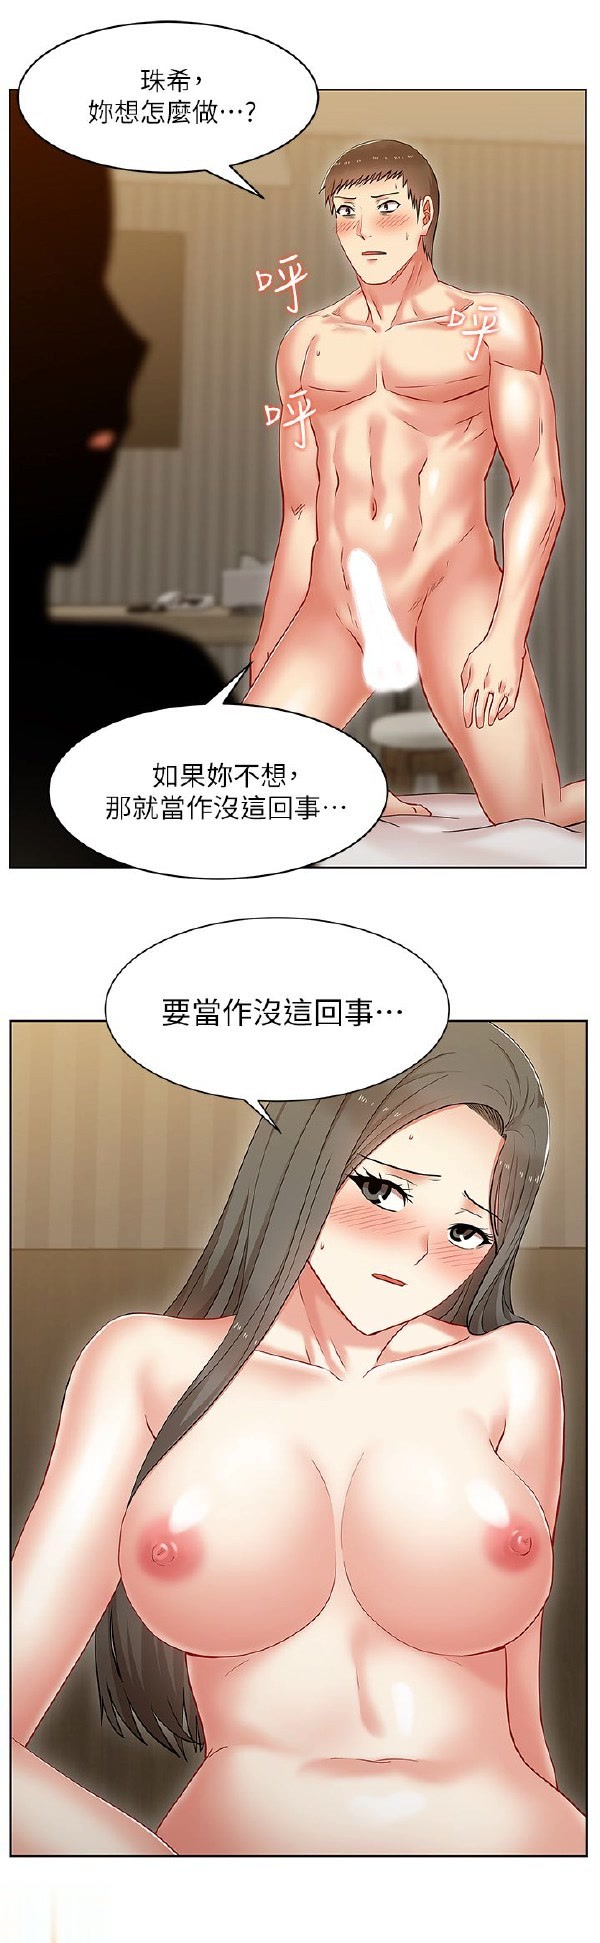 珠希，
妳想怎麼做…？
呼
呼
呼
如果妳不想，
那就當作沒這回事…
要當作沒這回事…